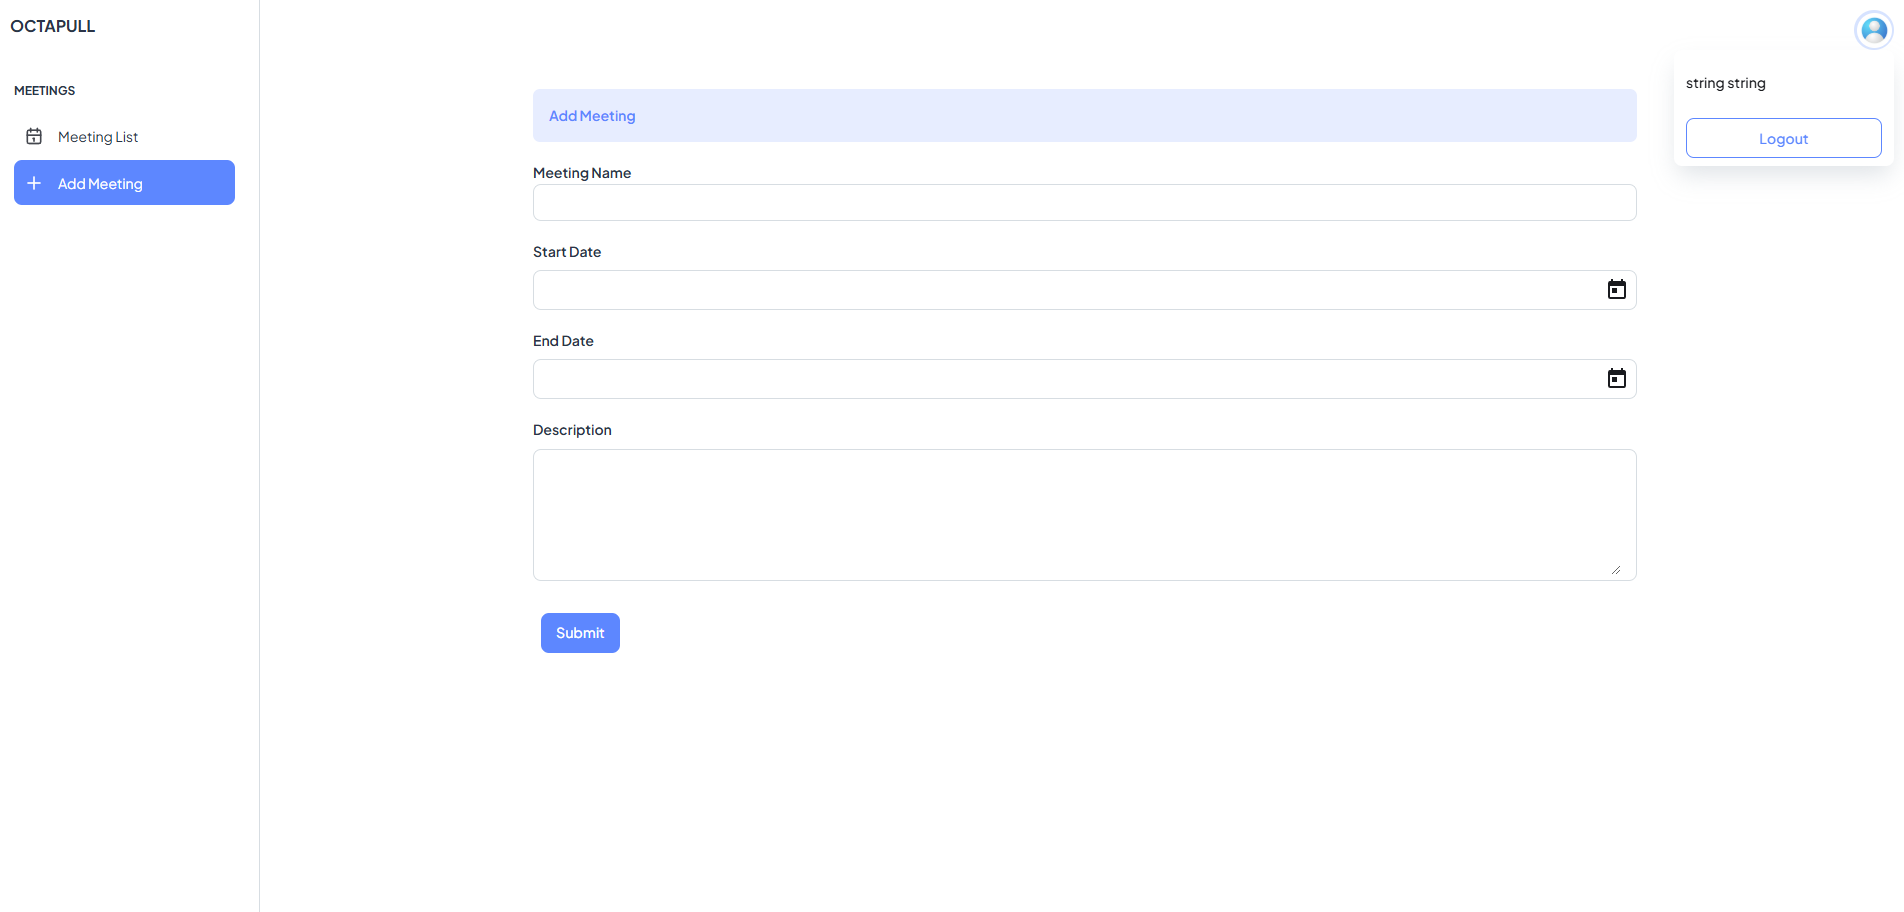 OCTAPULL
MEETINGS
Meeting List
Add Meeting
string string
Logout
Add Meeting
Meeting Name
Start Date
End Date
Description
Submit